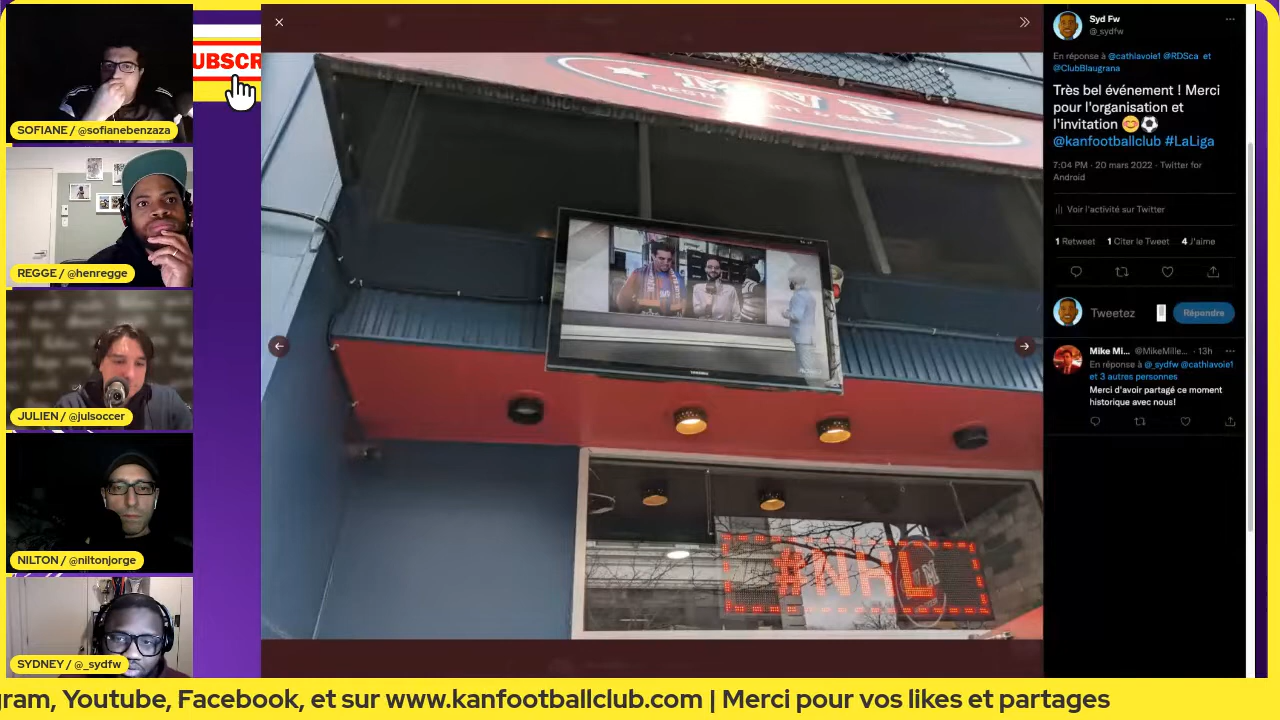 SOFIANE / @sofianebenzaza
REGGE / @henregge
JULIEN / @julsoccer
NILTON / @niltonjorge
SYDNEY / @_sydfw
UBSCR
#NHL
Syd Fw
@_sydfw
En réponse à @cathlavoie1 @RDSca et
@ClubBlaugrana
Très bel événement ! Merci
pour l'organisation et
l'invitation 😊⚽
@kanfootballclub #LaLiga
7:04 PM · 20 mars 2022 · Twitter for
Android
Voir l'activité sur Twitter
1 Retweet 1 Citer le Tweet 4 J'aime
Tweetez
Répondre
Mike Mi... @MikeMille... · 13h
En réponse à @_sydfw @cathlavoie1
et 3 autres personnes
Merci d'avoir partagé ce moment
historique avec nous!
gram, Youtube, Facebook, et sur www.kanfootballclub.com | Merci pour vos likes et partages